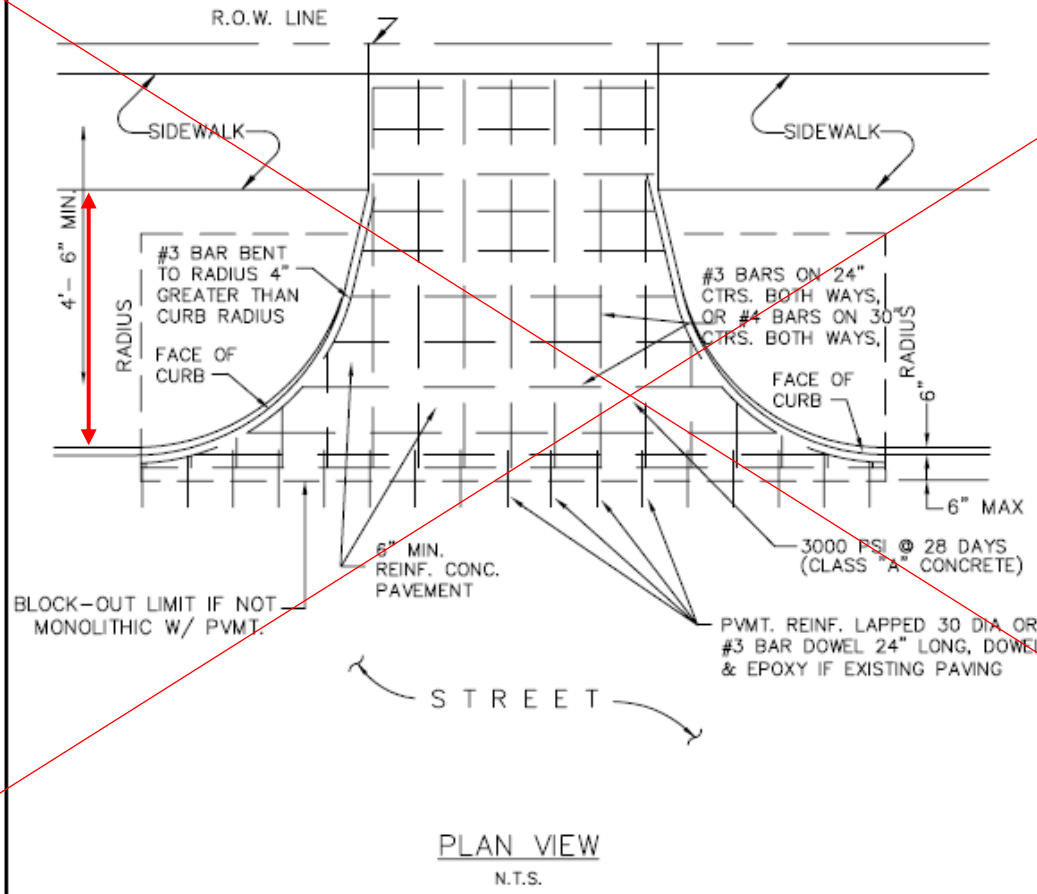 R.O.W. LINE
SIDEWALK
SIDEWALK
4'- 6" MIN.
RADIUS
#3 BAR BENT
TO RADIUS 4"
GREATER THAN
CURB RADIUS
FACE OF
CURB
#3 BARS ON 24"
CTRS. BOTH WAYS,
OR #4 BARS ON 30"
CTRS. BOTH WAYS,
RADIUS
FACE OF
CURB
6"
6" MAX
6" MIN.
REINF. CONC.
PAVEMENT
3000 PSI @ 28 DAYS
(CLASS "A" CONCRETE)
BLOCK-OUT LIMIT IF NOT
MONOLITHIC W/ PVMT.
PVMT. REINF. LAPPED 30 DIA OR
#3 BAR DOWEL 24" LONG, DOWEL
& EPOXY IF EXISTING PAVING
STREET
PLAN VIEW
N.T.S.